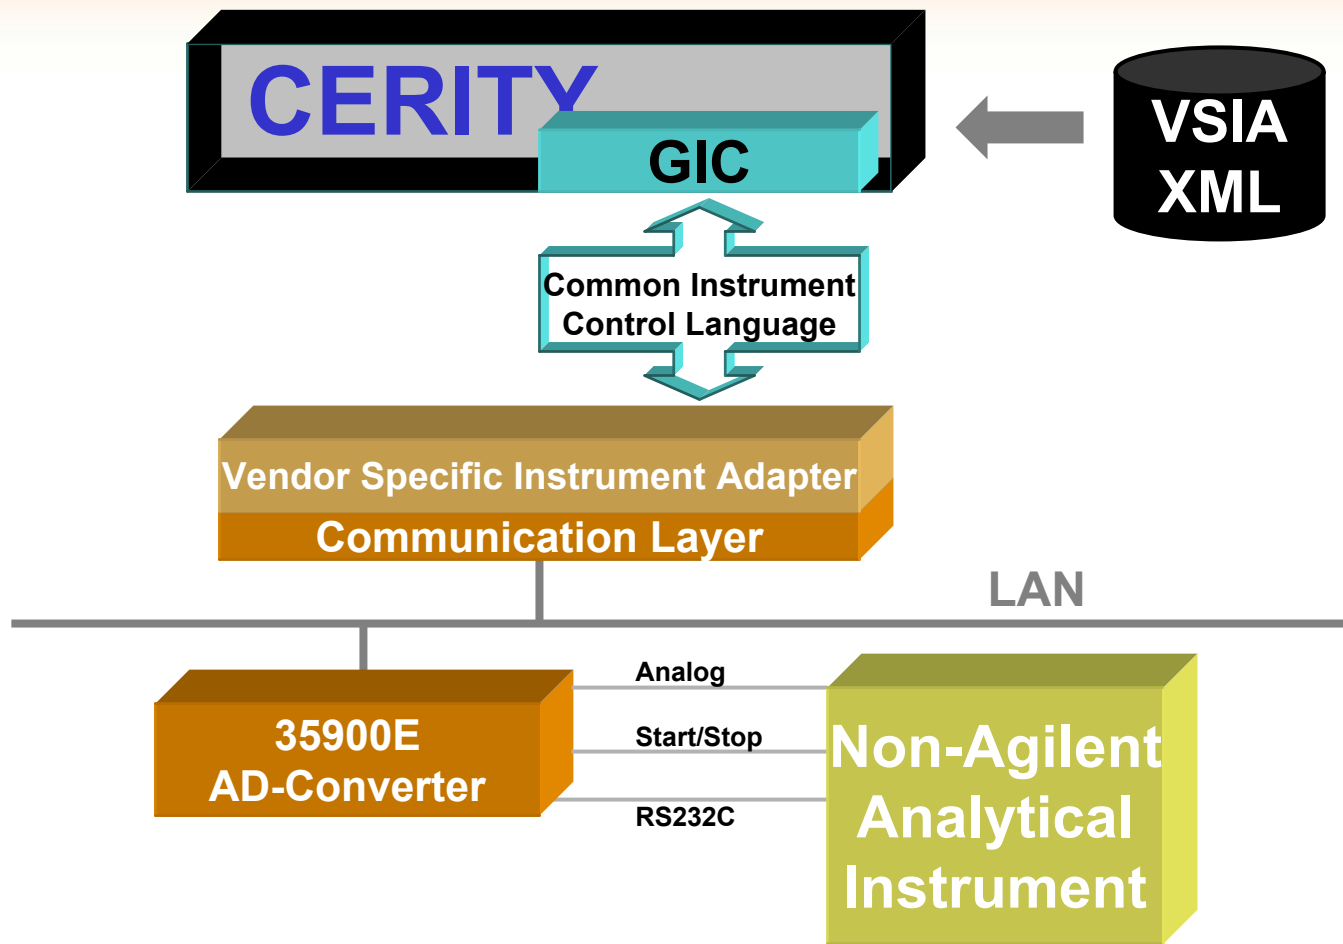 CERITY
GIC
VSIA
XML
Common Instrument
Control Language
Vendor Specific Instrument Adapter
Communication Layer
LAN
35900E
AD-Converter
Analog
Start/Stop
RS232C
Non-Agilent
Analytical
Instrument